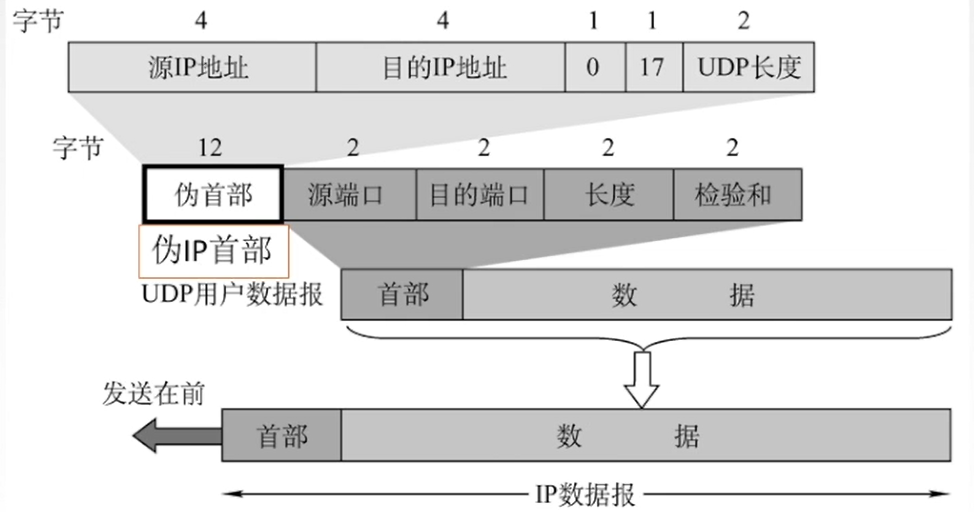 字节 4 4 1 1 2
源IP地址 目的IP地址 0 17 UDP长度
字节 12 2 2 2 2
伪首部 源端口 目的端口 长度 检验和
伪IP首部
UDP用户数据报 首部 数 据
发送在前
首部 数 据
IP数据报